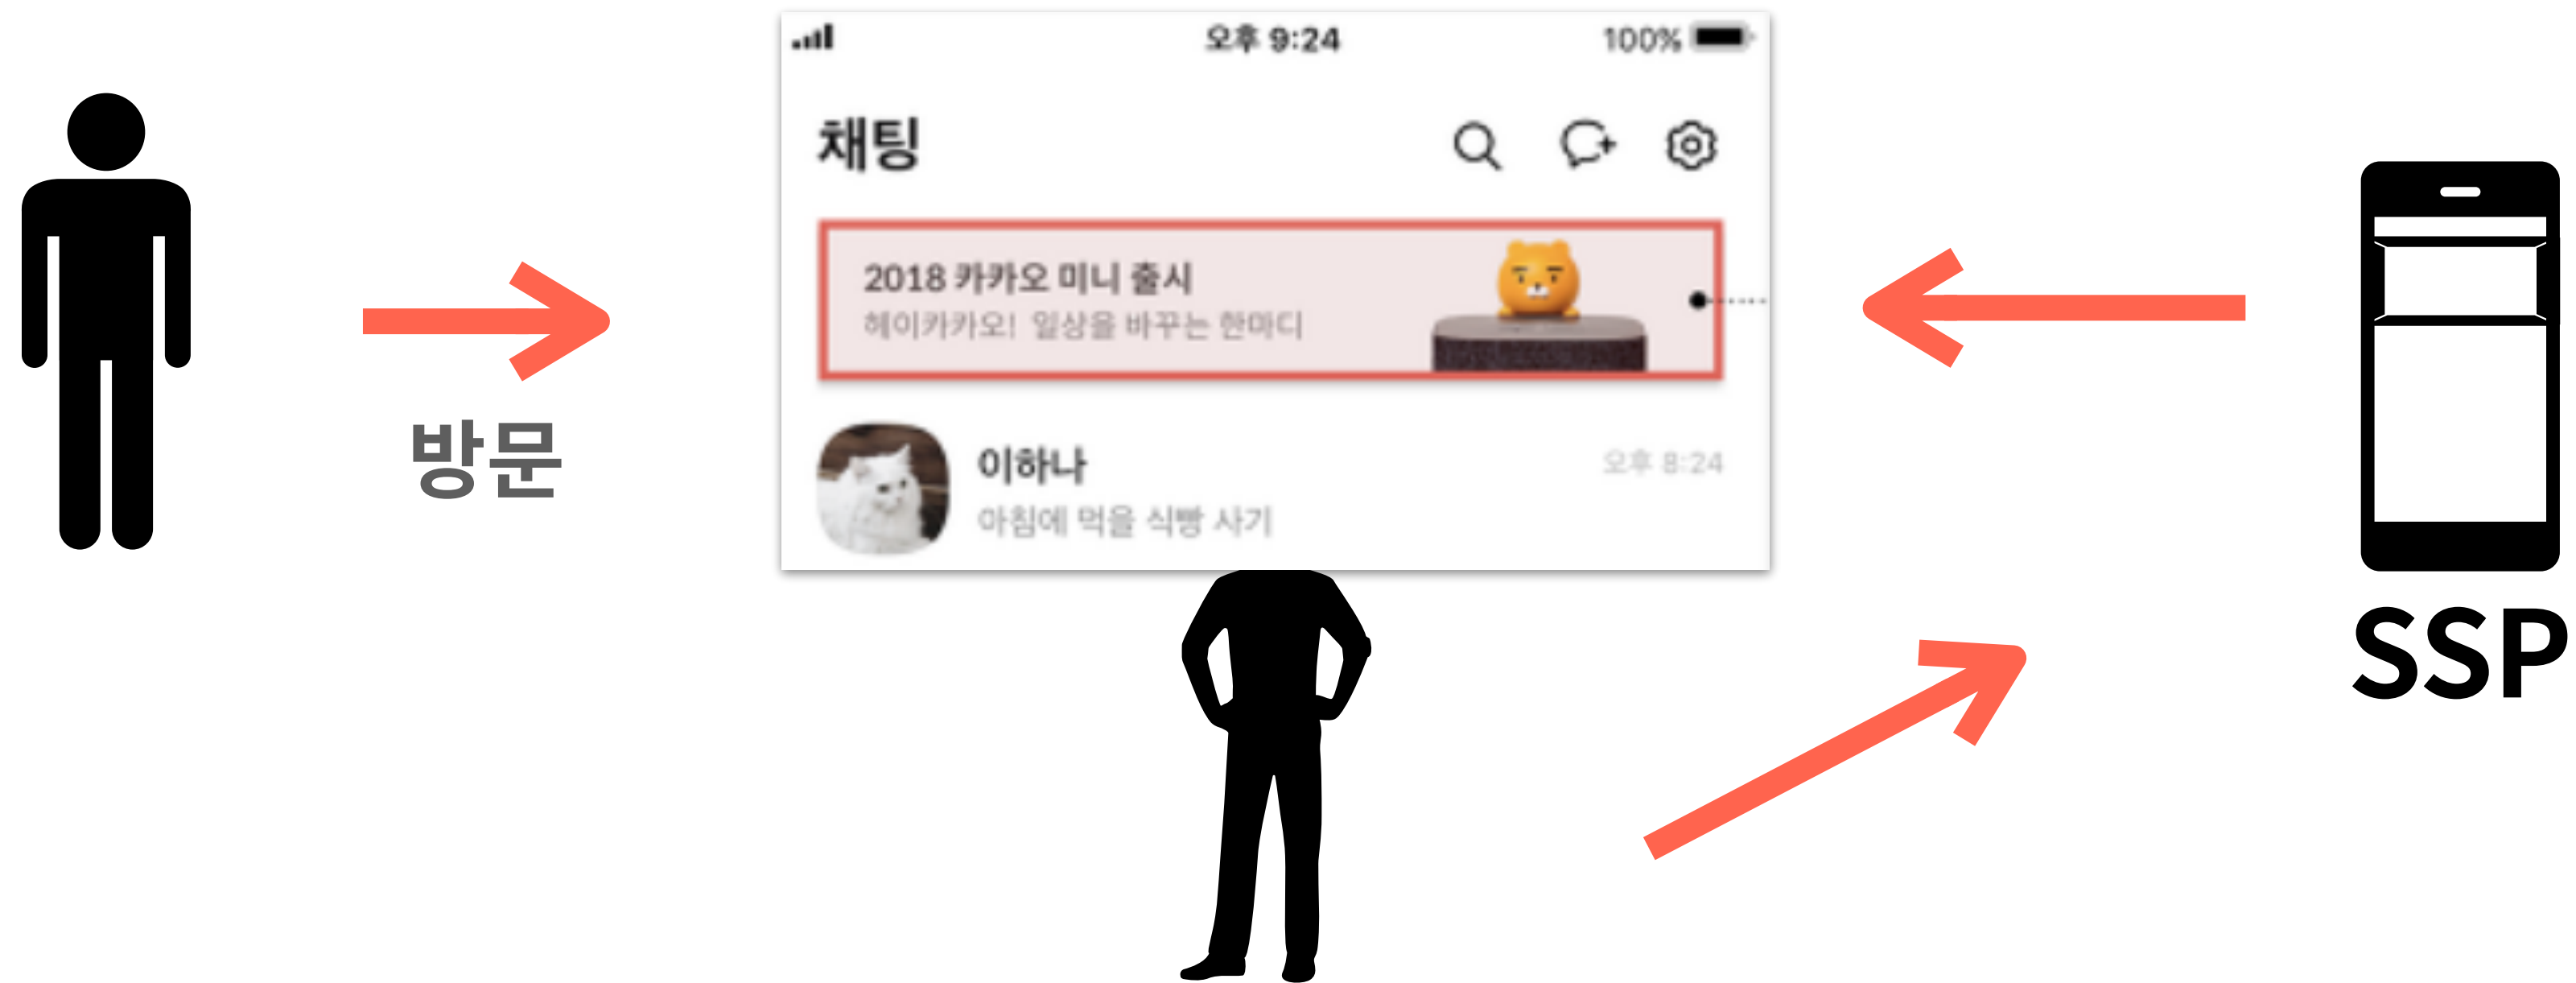 오후 9:24
100%
채팅
2018 카카오 미니 출시
헤이카카오! 일상을 바꾸는 한마디
방문
이하나
오후 8:24
아침에 먹을 식빵 사기
SSP